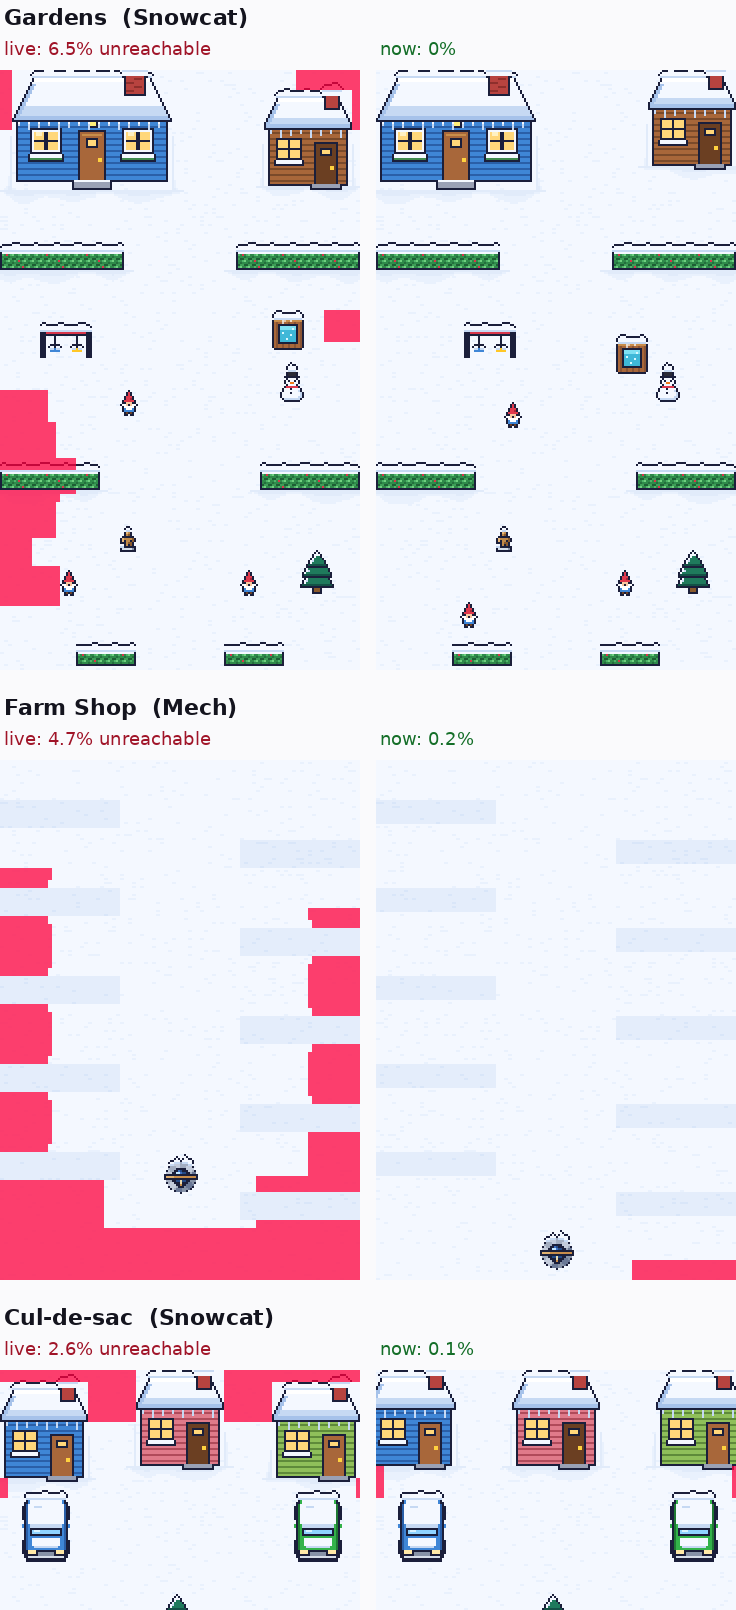 Gardens (Snowcat)
live: 6.5% unreachable
now: 0%
Farm Shop (Mech)
live: 4.7% unreachable
now: 0.2%
Cul-de-sac (Snowcat)
live: 2.6% unreachable
now: 0.1%